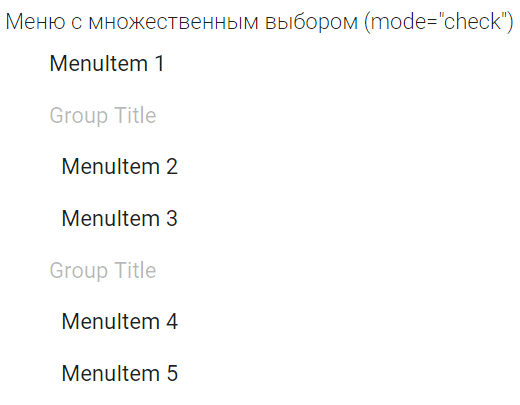 Меню с множественным выбором (mode="check")
MenuItem 1
Group Title
MenuItem 2
MenuItem 3
Group Title
MenuItem 4
MenuItem 5